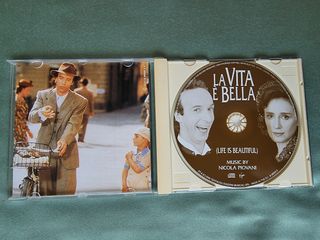 LA VITA
È BELLA
(LIFE IS BEAUTIFUL)
MUSIC BY
NICOLA PIOVANI